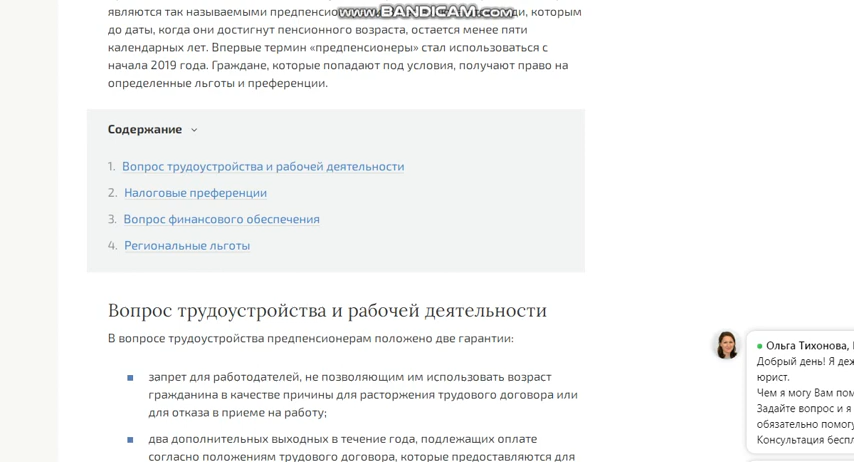 являются так называемыми предпенсио
www.BANDICAM.com
ди, которым
до даты, когда они достигнут пенсионного возраста, остается менее пяти
календарных лет. Впервые термин «предпенсионеры» стал использоваться с
начала 2019 года. Граждане, которые попадают под условия, получают право на
определенные льготы и преференции.
Содержание
1. Вопрос трудоустройства и рабочей деятельности
2. Налоговые преференции
3. Вопрос финансового обеспечения
4. Региональные льготы
Вопрос трудоустройства и рабочей деятельности
В вопросе трудоустройства предпенсионерам положено две гарантии:
запрет для работодателей, не позволяющим им использовать возраст
гражданина в качестве причины для расторжения трудового договора или
для отказа в приеме на работу;
два дополнительных выходных в течение года, подлежащих оплате
согласно положениям трудового договора, которые предоставляются для
Ольга Тихонова,
Добрый день! Я деж
юрист.
Чем я могу Вам пом
Задайте вопрос и я
обязательно помогу
Консультация беспл